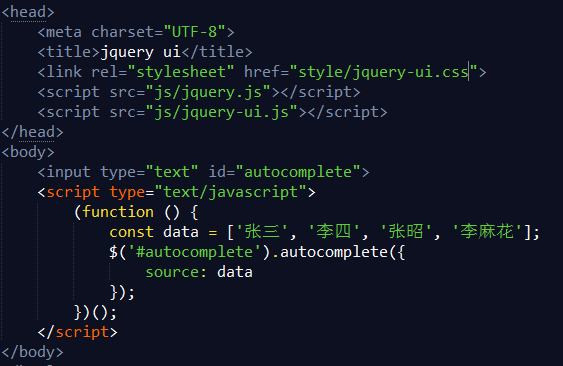 <head>
    <meta charset="UTF-8">
    <title>jquery ui</title>
    <link rel="stylesheet" href="style/jquery-ui.css">
    <script src="js/jquery.js"></script>
    <script src="js/jquery-ui.js"></script>
</head>
<body>
    <input type="text" id="autocomplete">
    <script type="text/javascript">
        (function () {
            const data = ['张三', '李四', '张昭', '李麻花'];
            $('#autocomplete').autocomplete({
                source: data
            });
        })();
    </script>
</body>